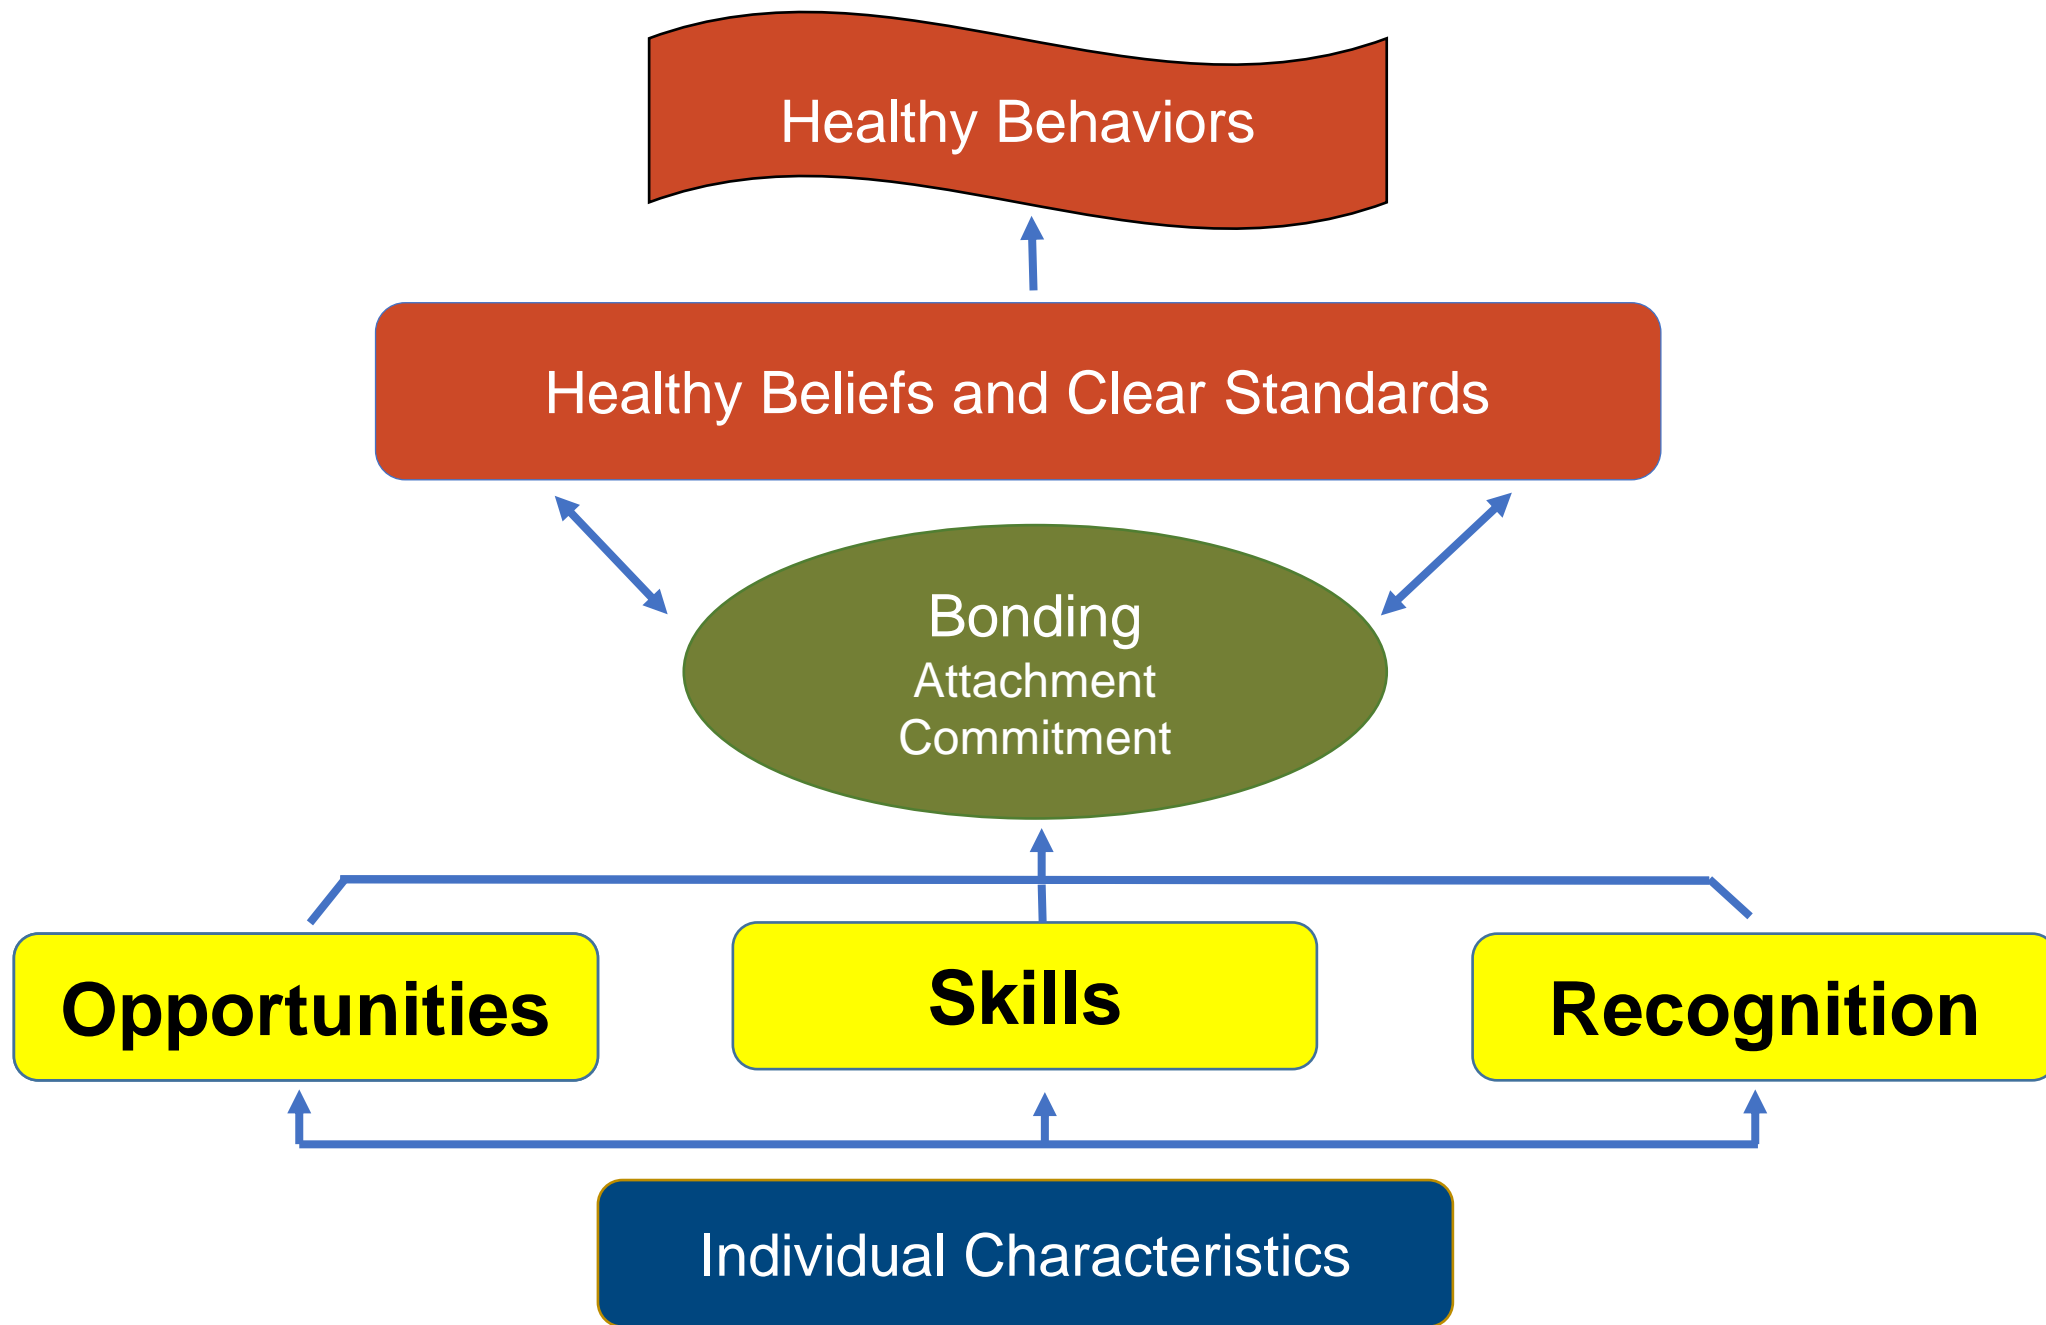 Healthy Behaviors
Healthy Beliefs and Clear Standards
Bonding
Attachment
Commitment
Opportunities
Skills
Recognition
Individual Characteristics